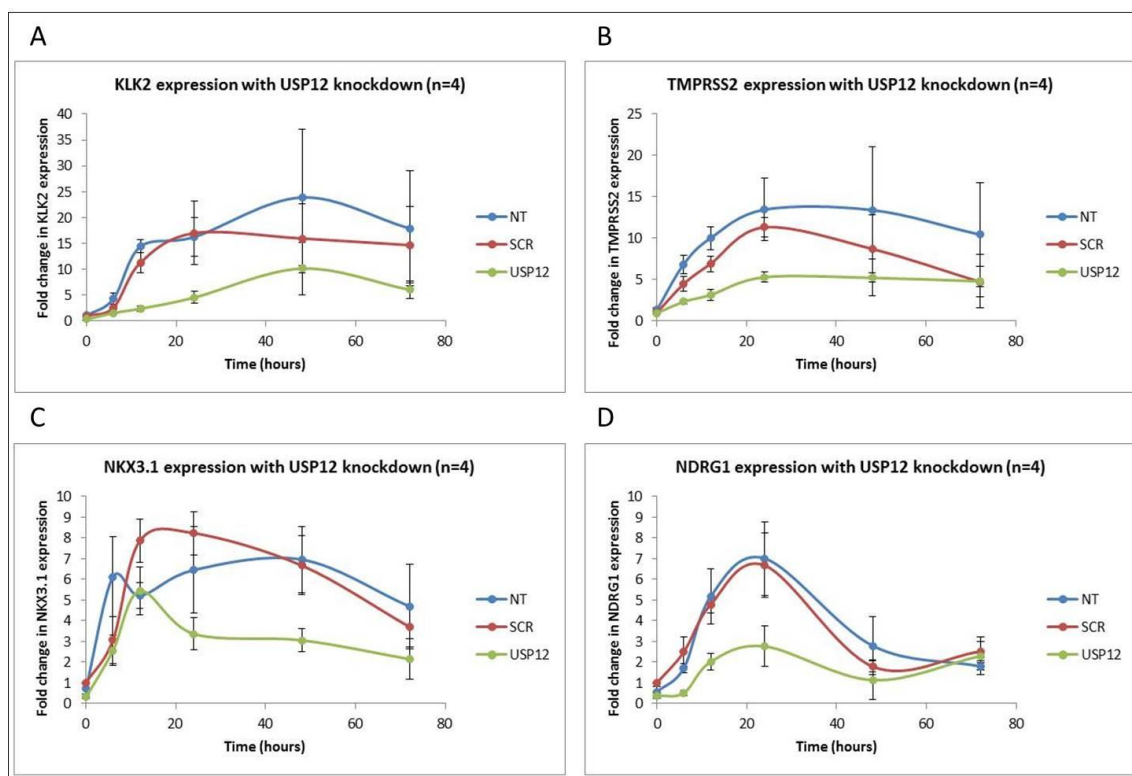 A
KLK2 expression with USP12 knockdown (n=4)
Fold change in KLK2 expression
40
35
30
25
20
15
10
5
0
0 20 40 60 80
Time (hours)
NT
SCR
USP12
B
TMPRSS2 expression with USP12 knockdown (n=4)
Fold change in TMPRSS2 expression
25
20
15
10
5
0
0 20 40 60 80
Time (hours)
NT
SCR
USP12
C
NKX3.1 expression with USP12 knockdown (n=4)
Fold change in NKX3.1 expression
10
9
8
7
6
5
4
3
2
1
0
0 20 40 60 80
Time (hours)
NT
SCR
USP12
D
NDRG1 expression with USP12 knockdown (n=4)
Fold change in NDRG1 expression
10
9
8
7
6
5
4
3
2
1
0
0 20 40 60 80
Time (hours)
NT
SCR
USP12